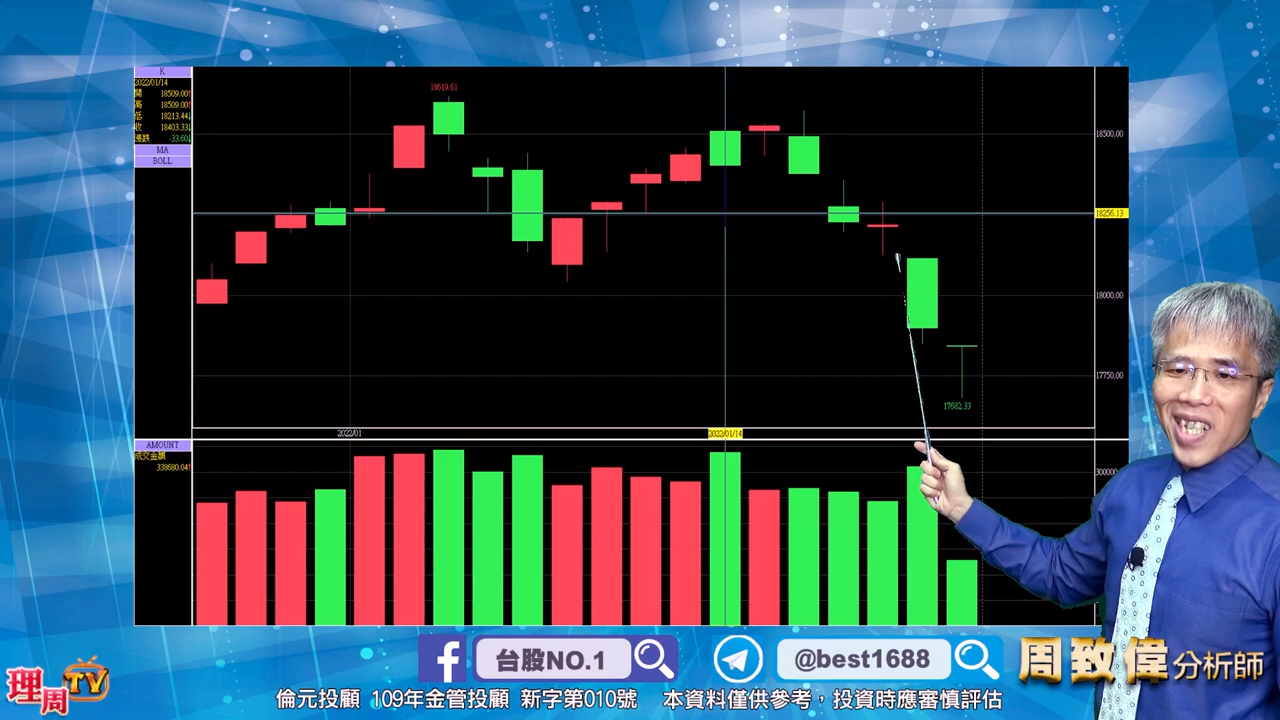 K
2022/01/14
開 18509.00↑
高 18509.00↑
低 18213.44↓
收 18403.33↓
漲跌 -33.60↓
MA
BOLL
18619.61
18500.00
18256.13
18000.00
17750.00
17682.33
2022/01
2022/01/14
AMOUNT
成交金額
338680.04↑
300000
台股NO.1
@best1688
周致偉分析師
理周TV
倫元投顧 109年金管投顧 新字第010號 本資料僅供參考，投資時應審慎評估